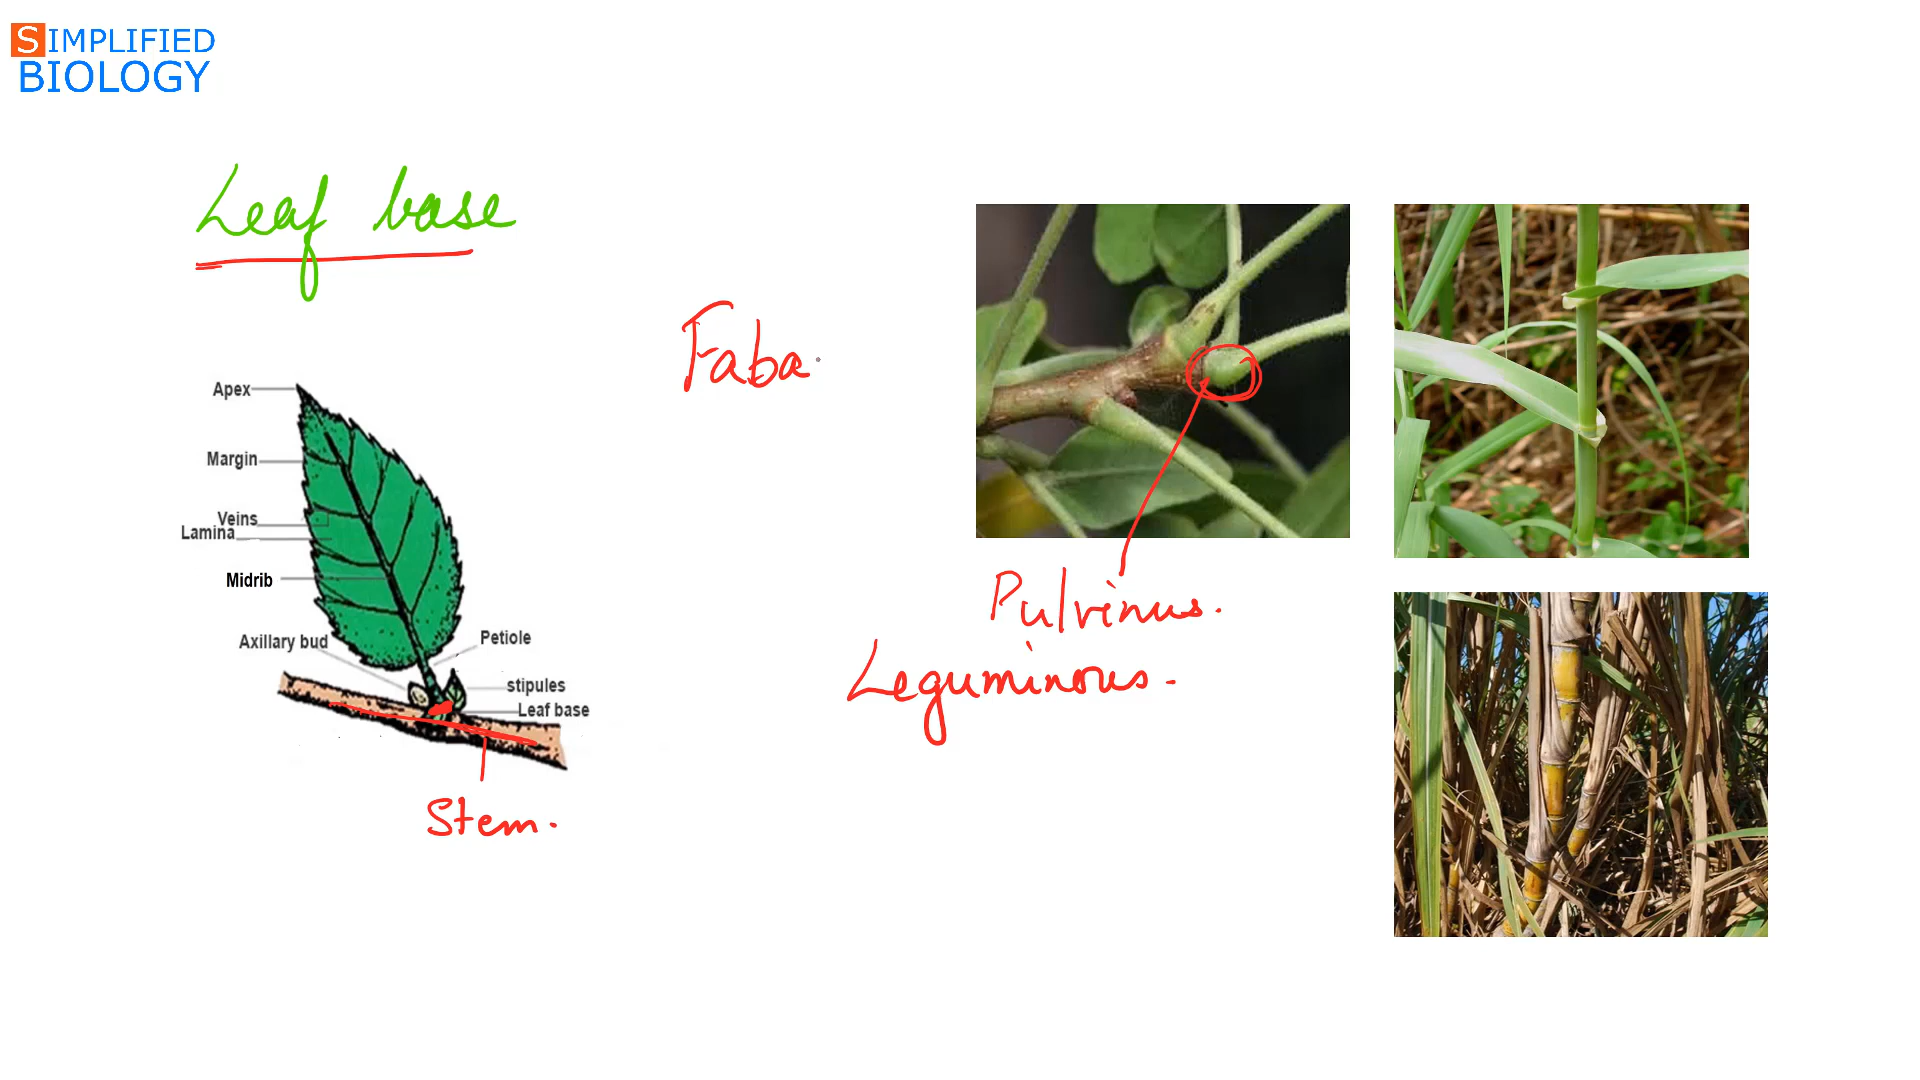 SIMPLIFIED
BIOLOGY
Leaf base
Faba
Apex
Margin
Veins
Lamina
Midrib
Axillary bud
Petiole
stipules
Leaf base
Stem.
Pulvinus.
Leguminous.